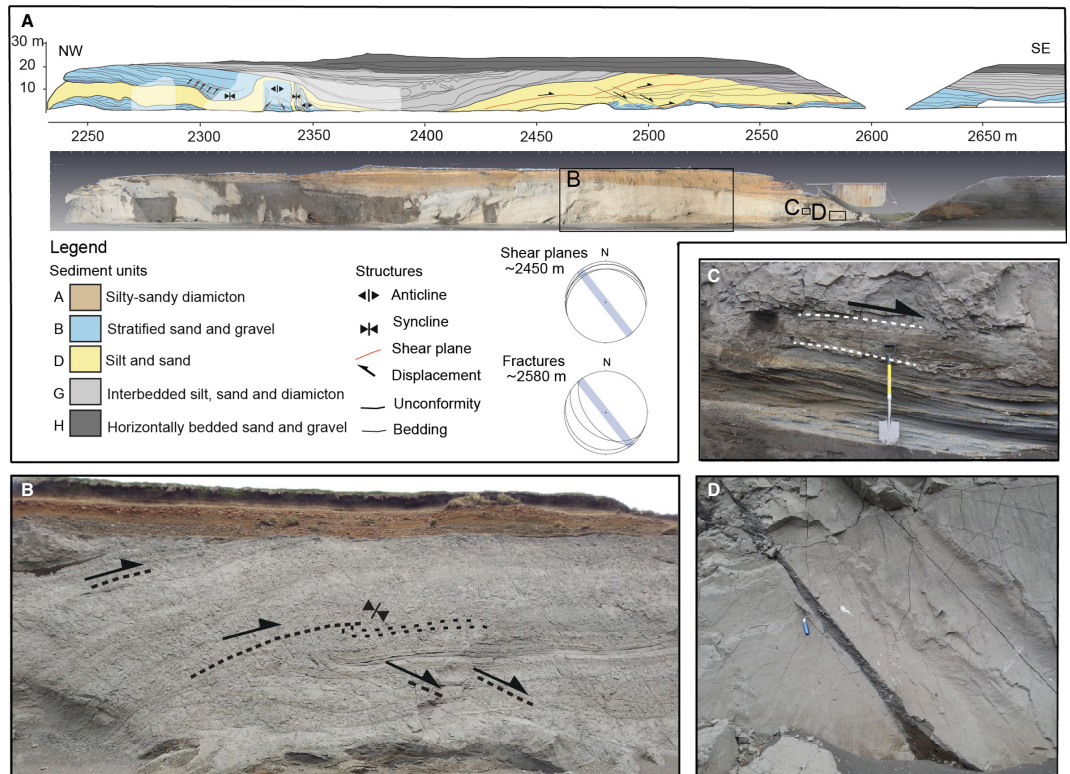 A
30 m
NW
SE
20
10
2250
2300
2350
2400
2450
2500
2550
2600
2650 m
B
C
D
Legend
Sediment units
A Silty-sandy diamicton
B Stratified sand and gravel
D Silt and sand
G Interbedded silt, sand and diamicton
H Horizontally bedded sand and gravel
Structures
Anticline
Syncline
Shear plane
Displacement
Unconformity
Bedding
Shear planes
~2450 m
N
Fractures
~2580 m
N
C
B
D